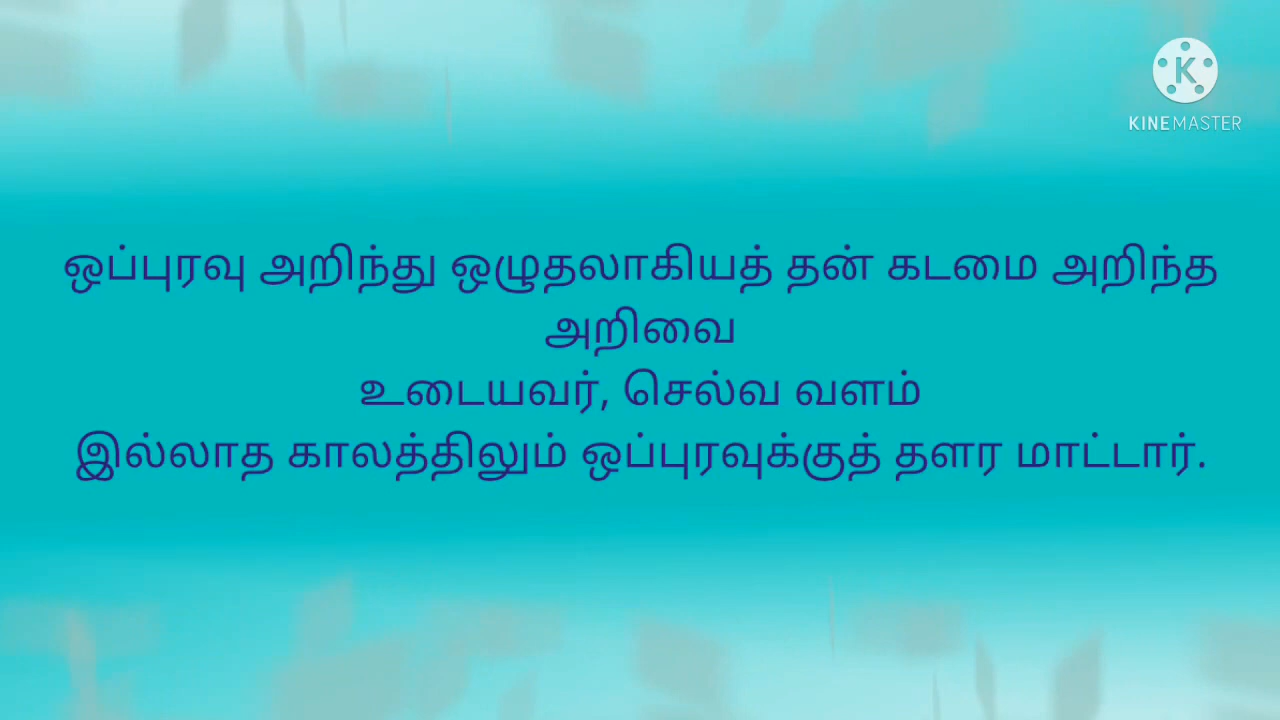 KINEMASTER
ஒப்புரவு அறிந்து ஒழுதலாகியத் தன் கடமை அறிந்த
அறிவை
உடையவர், செல்வ வளம்
இல்லாத காலத்திலும் ஒப்புரவுக்குத் தளர மாட்டார்.